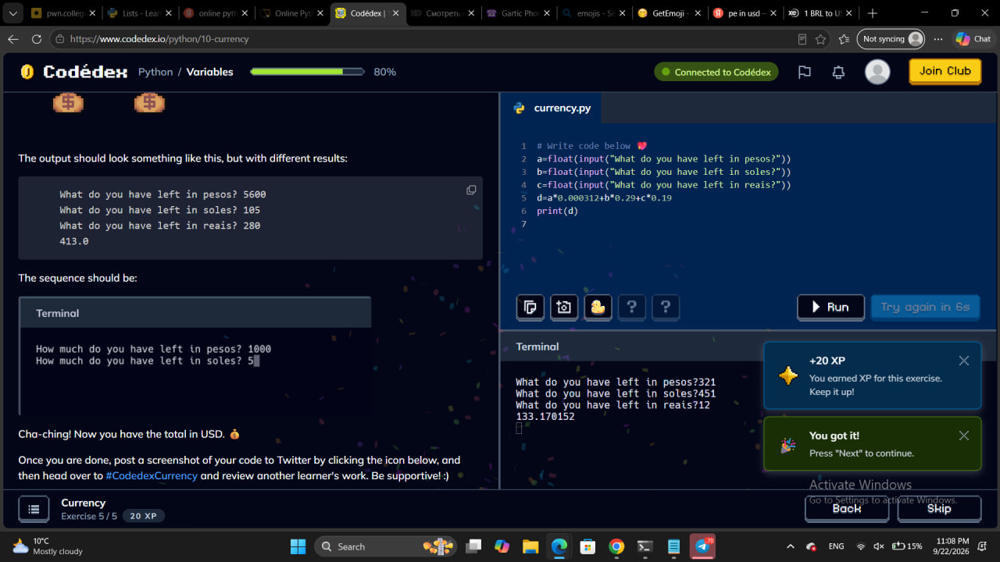 pwn.colleg
Lists - Lear
online pyth
Online Pyt
Codédex |
Смотреть
Gartic Pho
emojis - Se
GetEmoji -
pe in usd –
1 BRL to U
https://www.codedex.io/python/10-currency
Not syncing
Chat
Codédex
Python / Variables
80%
Connected to Codédex
Join Club
The output should look something like this, but with different results:
What do you have left in pesos? 5600
What do you have left in soles? 105
What do you have left in reais? 280
413.0
The sequence should be:
Terminal
How much do you have left in pesos? 1000
How much do you have left in soles? 5
Cha-ching! Now you have the total in USD. 💰
Once you are done, post a screenshot of your code to Twitter by clicking the icon below, and
then head over to #CodedexCurrency and review another learner's work. Be supportive! :)
currency.py
1 # Write code below 💖
2 a=float(input("What do you have left in pesos?"))
3 b=float(input("What do you have left in soles?"))
4 c=float(input("What do you have left in reais?"))
5 d=a*0.000312+b*0.29+c*0.19
6 print(d)
7
? ?
Run
Try again in 6s
Terminal
What do you have left in pesos?321
What do you have left in soles?451
What do you have left in reais?12
133.170152
+20 XP
You earned XP for this exercise.
Keep it up!
You got it!
Press "Next" to continue.
Activate Windows
Go to Settings to activate Windows.
Currency
Exercise 5 / 5
20 XP
Back
Skip
10°C
Mostly cloudy
Search
70
ENG
15%
11:08 PM
9/22/2026